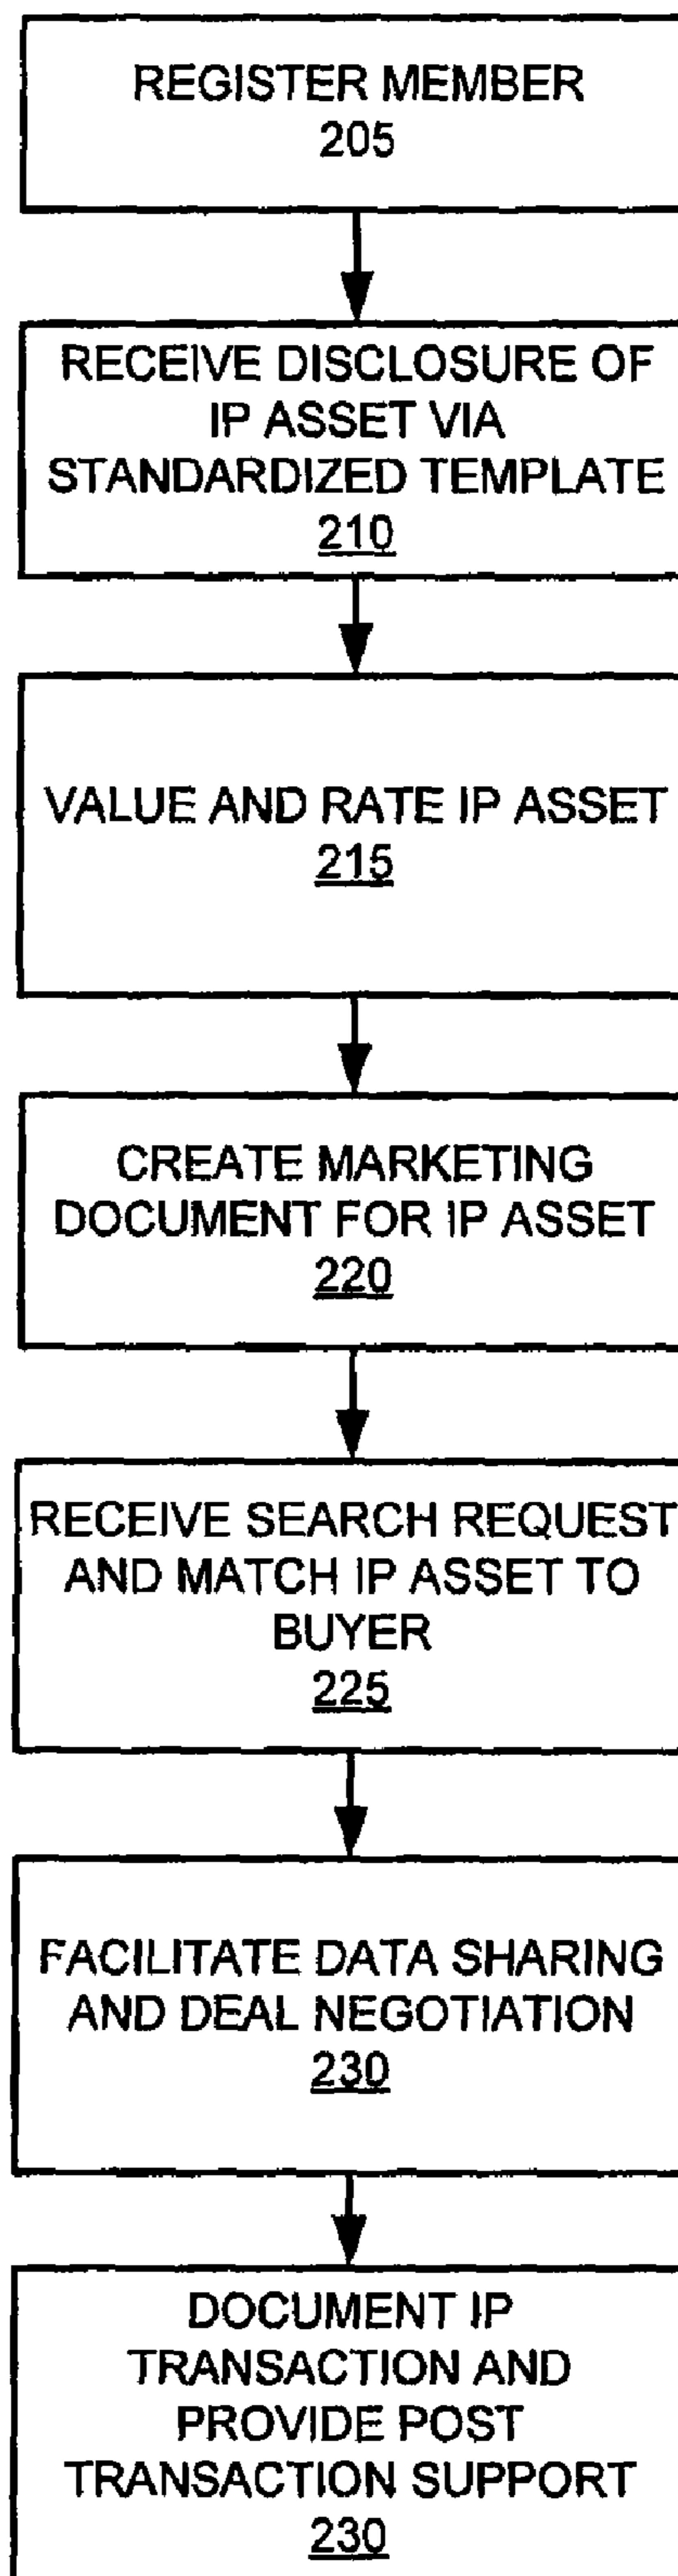 REGISTER MEMBER
205
RECEIVE DISCLOSURE OF
IP ASSET VIA
STANDARDIZED TEMPLATE
210
VALUE AND RATE IP ASSET
215
CREATE MARKETING
DOCUMENT FOR IP ASSET
220
RECEIVE SEARCH REQUEST
AND MATCH IP ASSET TO
BUYER
225
FACILITATE DATA SHARING
AND DEAL NEGOTIATION
230
DOCUMENT IP
TRANSACTION AND
PROVIDE POST
TRANSACTION SUPPORT
230